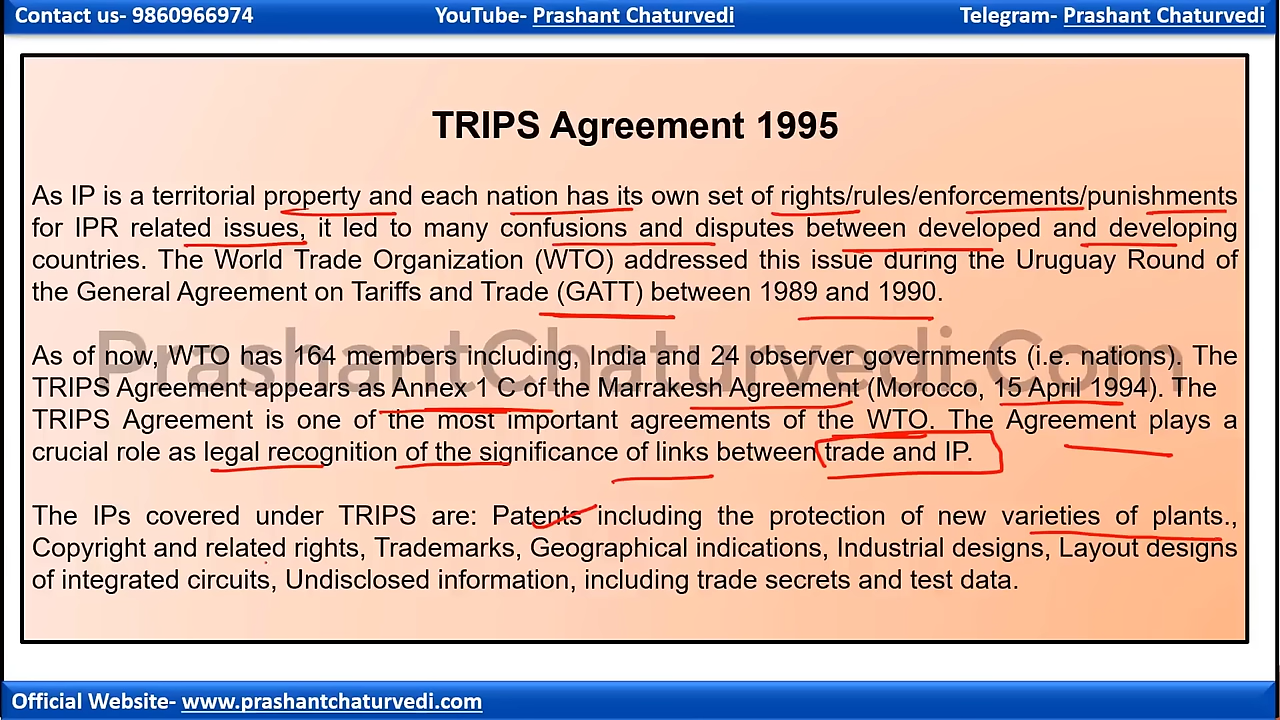 Contact us- 9860966974 YouTube- Prashant Chaturvedi Telegram- Prashant Chaturvedi
TRIPS Agreement 1995
As IP is a territorial property and each nation has its own set of rights/rules/enforcements/punishments
for IPR related issues, it led to many confusions and disputes between developed and developing
countries. The World Trade Organization (WTO) addressed this issue during the Uruguay Round of
the General Agreement on Tariffs and Trade (GATT) between 1989 and 1990.
PrashantChaturvedi.Com
As of now, WTO has 164 members including, India and 24 observer governments (i.e. nations). The
TRIPS Agreement appears as Annex 1 C of the Marrakesh Agreement (Morocco, 15 April 1994). The
TRIPS Agreement is one of the most important agreements of the WTO. The Agreement plays a
crucial role as legal recognition of the significance of links between trade and IP.
The IPs covered under TRIPS are: Patents including the protection of new varieties of plants.,
Copyright and related rights, Trademarks, Geographical indications, Industrial designs, Layout designs
of integrated circuits, Undisclosed information, including trade secrets and test data.
Official Website- www.prashantchaturvedi.com